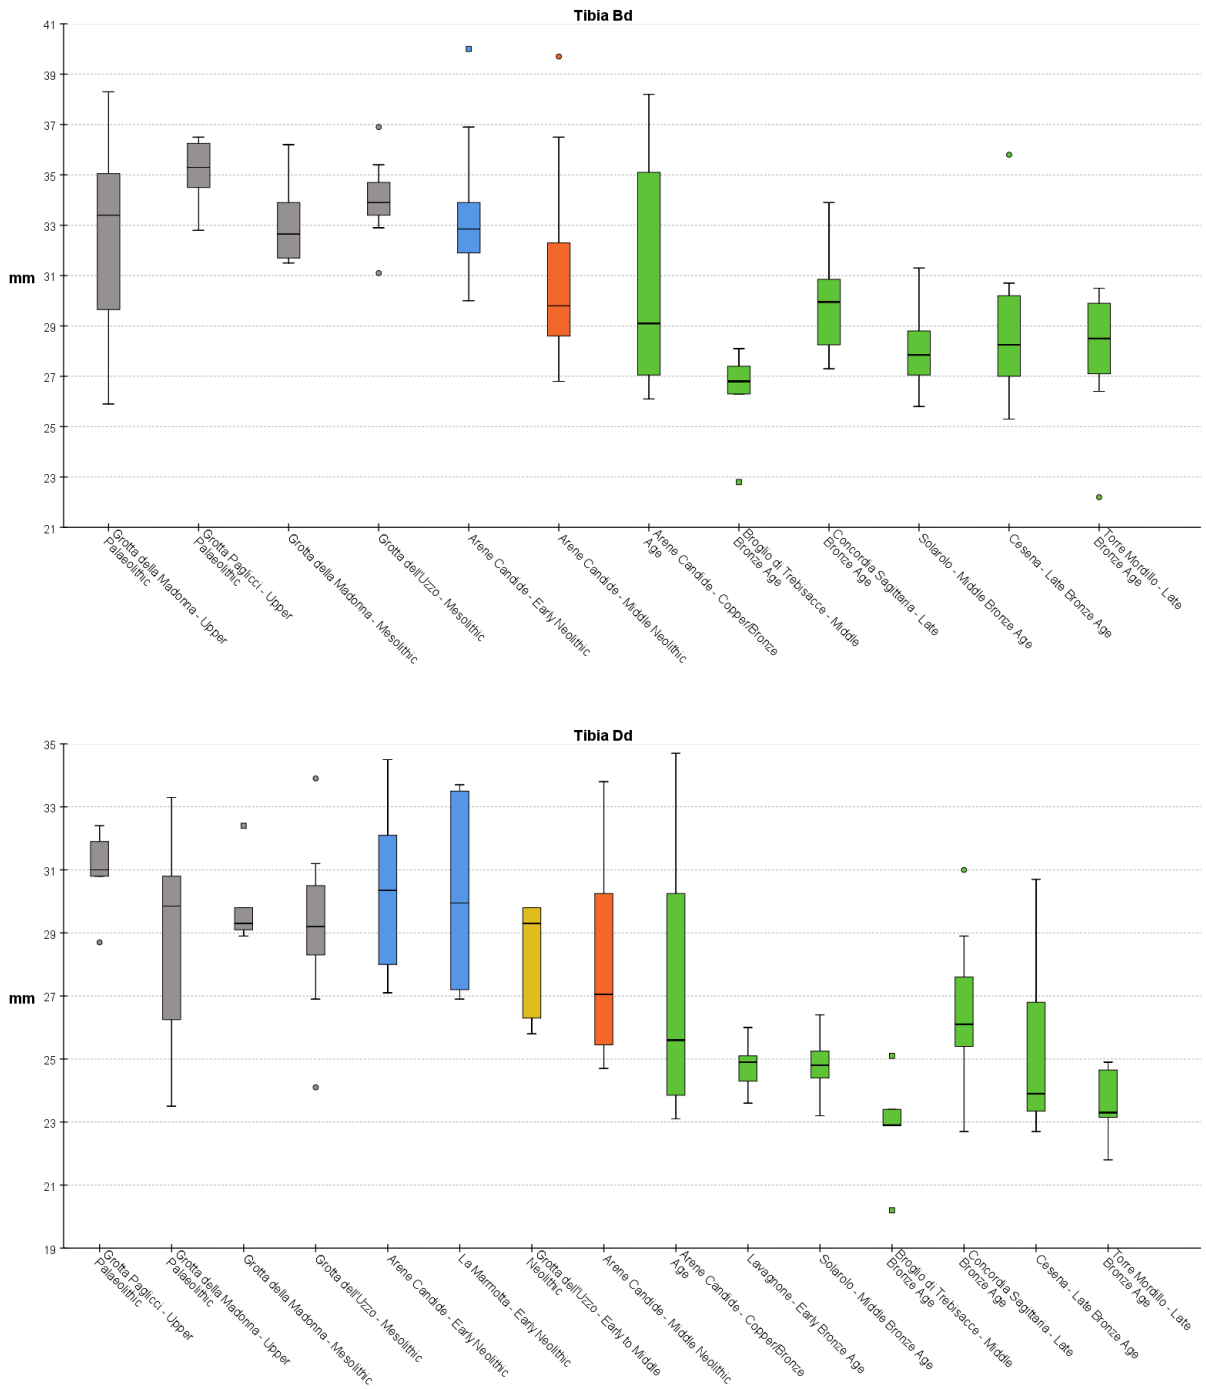 Tibia Bd
41
39
37
35
33
31
29
27
25
23
21
mm
Grotta della Madonna - Upper
Palaeolithic
Grotta Paglicci - Upper
Palaeolithic
Grotta della Madonna - Mesolithic
Grotta dell'Uzzo - Mesolithic
Arene Candide - Early Neolithic
Arene Candide - Middle Neolithic
Arene Candide - Copper/Bronze
Age
Broglio di Trebisacce - Middle
Bronze Age
Concordia Sagittaria - Late
Bronze Age
Solarolo - Middle Bronze Age
Cesena - Late Bronze Age
Torre Mordillo - Late
Bronze Age
Tibia Dd
35
33
31
29
27
25
23
21
19
mm
Grotta Paglicci - Upper
Palaeolithic
Grotta della Madonna - Upper
Palaeolithic
Grotta della Madonna - Mesolithic
Grotta dell'Uzzo - Mesolithic
Arene Candide - Early Neolithic
La Marmotta - Early Neolithic
Grotta dell'Uzzo - Early to Middle
Neolithic
Arene Candide - Middle Neolithic
Arene Candide - Copper/Bronze
Age
Lavagnone - Early Bronze Age
Solarolo - Middle Bronze Age
Broglio di Trebisacce - Middle
Bronze Age
Concordia Sagittaria - Late
Bronze Age
Cesena - Late Bronze Age
Torre Mordillo - Late
Bronze Age